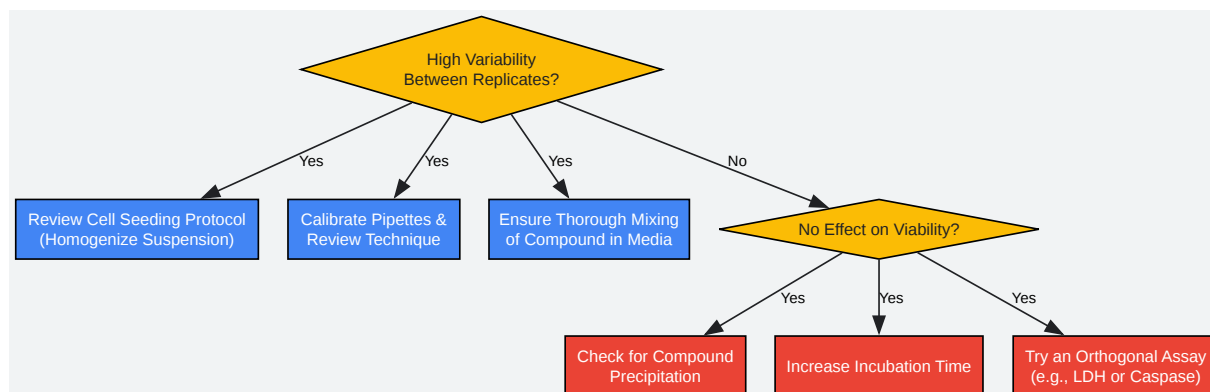 High Variability
Between Replicates?
Yes
Yes
Yes
No
Review Cell Seeding Protocol
(Homogenize Suspension)
Calibrate Pipettes &
Review Technique
Ensure Thorough Mixing
of Compound in Media
No Effect on Viability?
Yes
Yes
Yes
Check for Compound
Precipitation
Increase Incubation Time
Try an Orthogonal Assay
(e.g., LDH or Caspase)